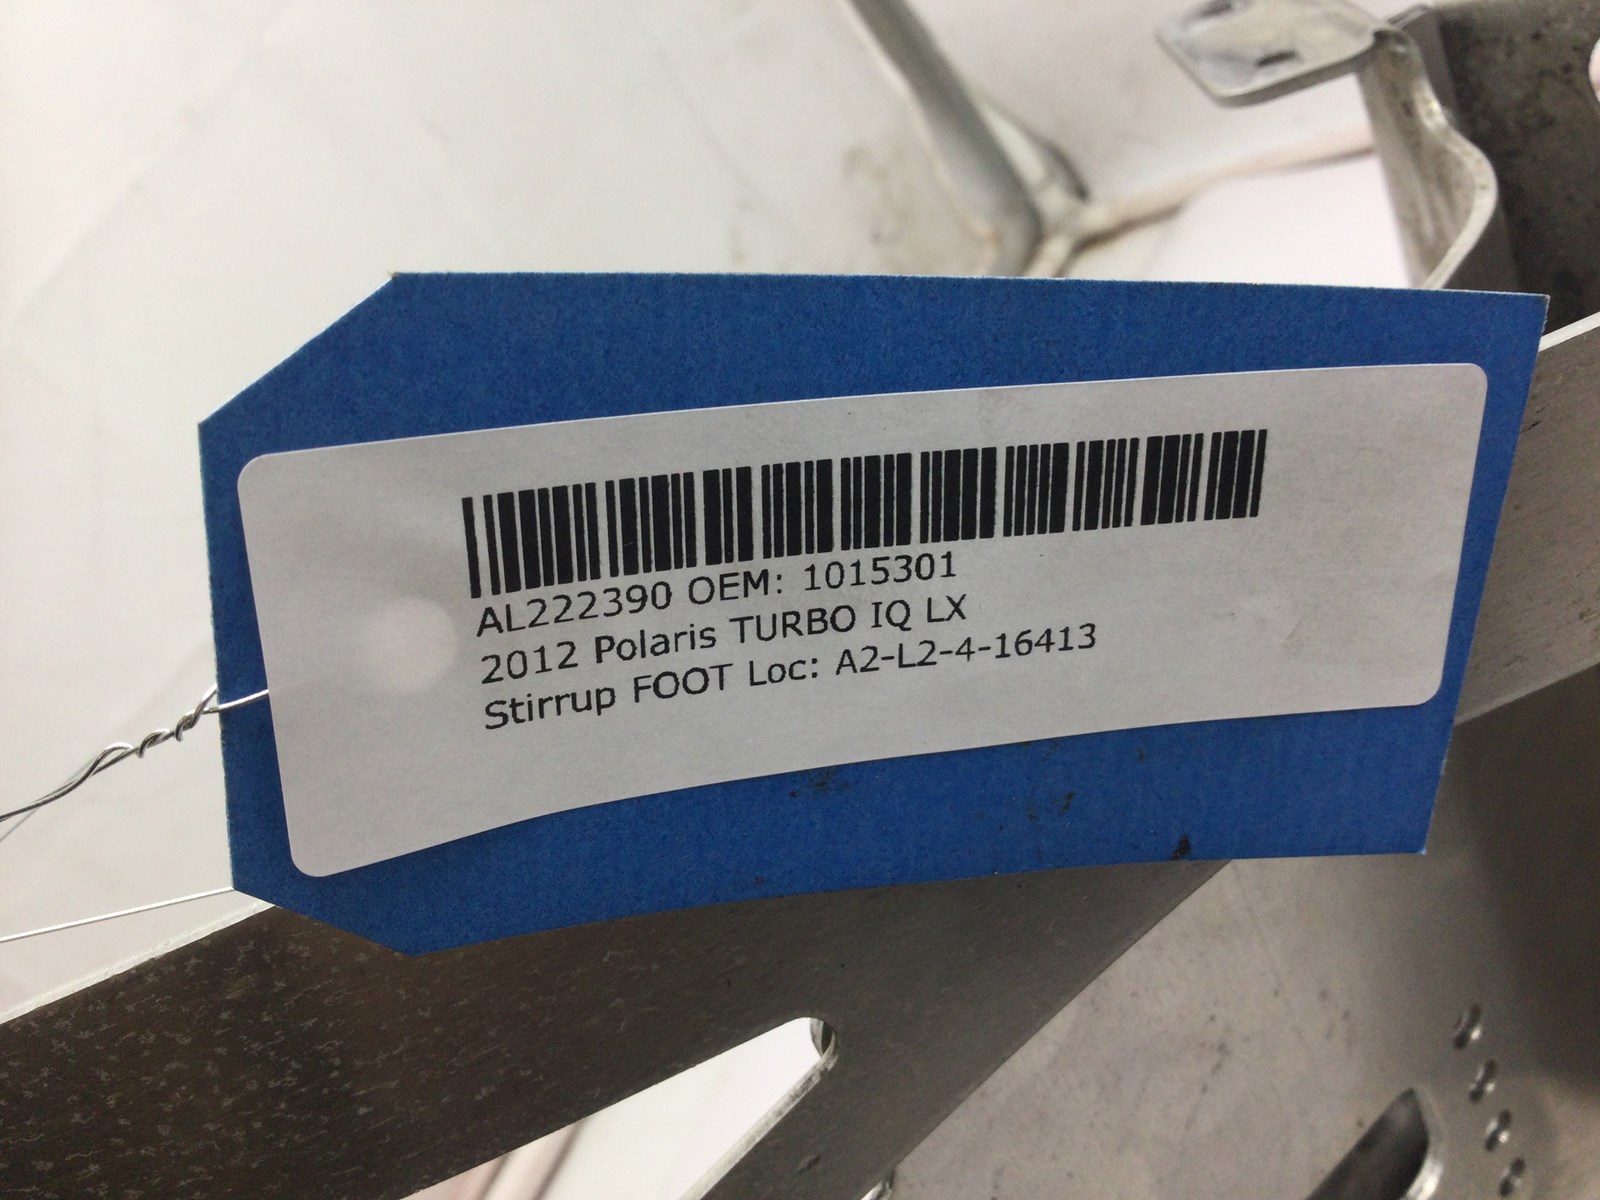 AL222390 OEM: 1015301
2012 Polaris TURBO IQ LX
Stirrup FOOT Loc: A2-L2-4-16413